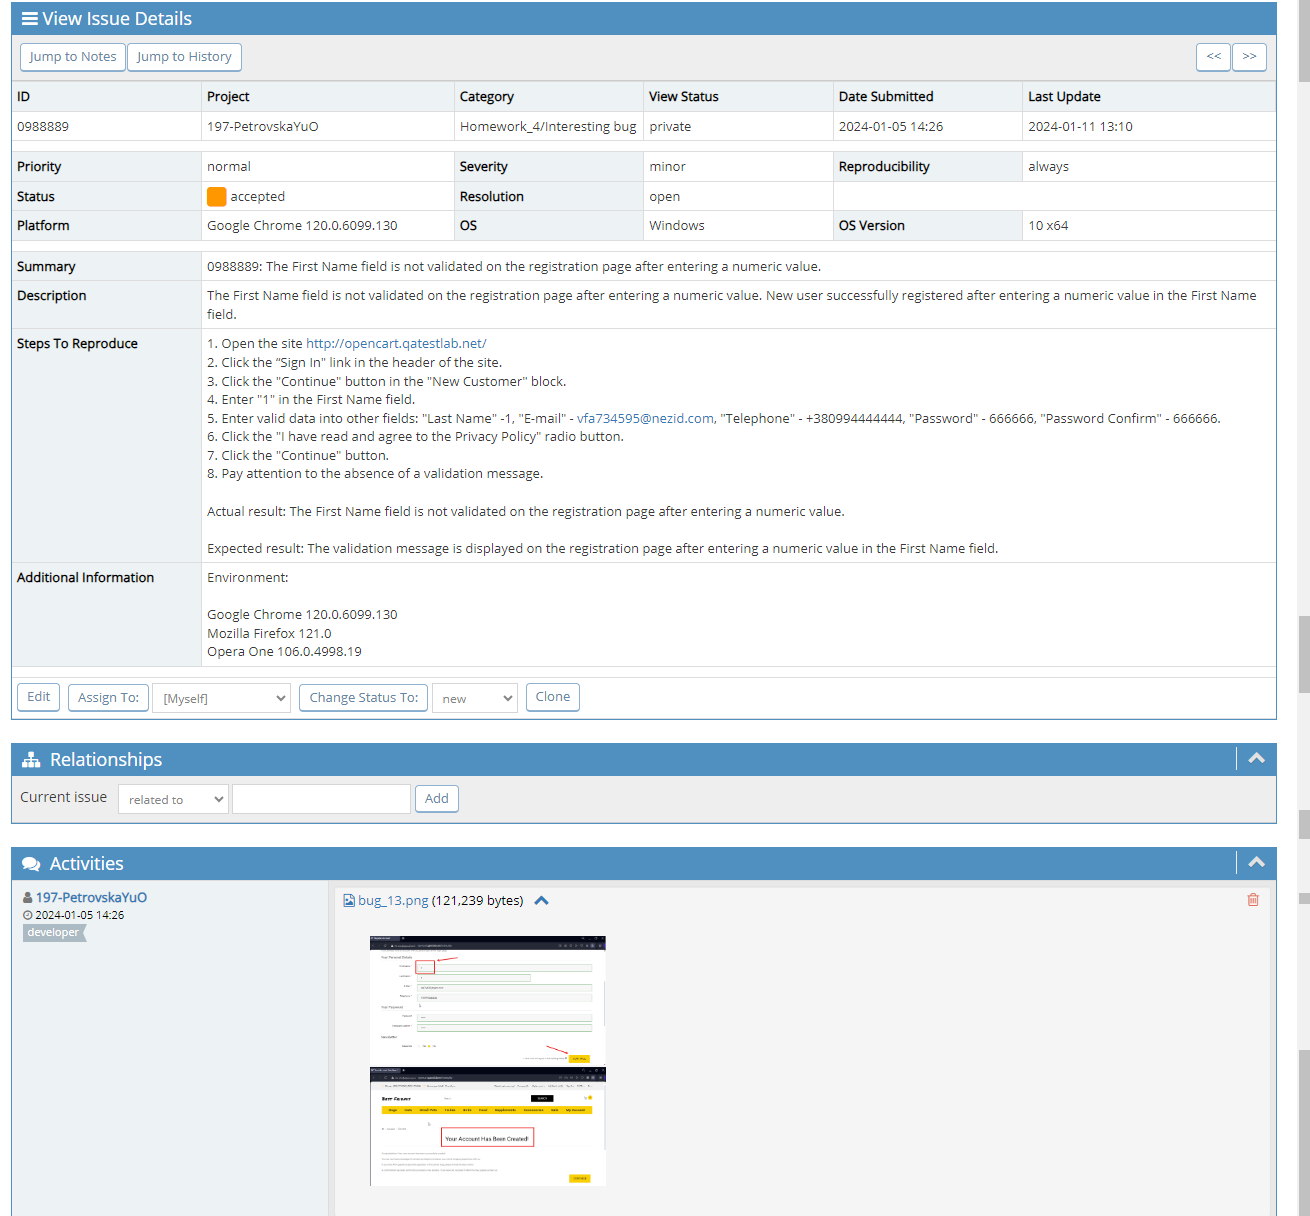 View Issue Details
Jump to Notes Jump to History << >>
ID Project Category View Status Date Submitted Last Update
0988889 197-PetrovskaYuO Homework_4/Interesting bug private 2024-01-05 14:26 2024-01-11 13:10
Priority normal Severity minor Reproducibility always
Status accepted Resolution open
Platform Google Chrome 120.0.6099.130 OS Windows OS Version 10 x64
Summary 0988889: The First Name field is not validated on the registration page after entering a numeric value.
Description The First Name field is not validated on the registration page after entering a numeric value. New user successfully registered after entering a numeric value in the First Name
field.
Steps To Reproduce 1. Open the site http://opencart.qatestlab.net/
2. Click the “Sign In" link in the header of the site.
3. Click the "Continue" button in the "New Customer" block.
4. Enter "1" in the First Name field.
5. Enter valid data into other fields: "Last Name" -1, "E-mail" - vfa734595@nezid.com, "Telephone" - +380994444444, "Password" - 666666, "Password Confirm" - 666666.
6. Click the "I have read and agree to the Privacy Policy" radio button.
7. Click the "Continue" button.
8. Pay attention to the absence of a validation message.
Actual result: The First Name field is not validated on the registration page after entering a numeric value.
Expected result: The validation message is displayed on the registration page after entering a numeric value in the First Name field.
Additional Information Environment:
Google Chrome 120.0.6099.130
Mozilla Firefox 121.0
Opera One 106.0.4998.19
Edit Assign To: [Myself] Change Status To: new Clone
Relationships
Current issue related to Add
Activities
197-PetrovskaYuO bug_13.png (121,239 bytes)
2024-01-05 14:26
developer
Your Personal Details
Your Password
Newsletter
My Account
Your Account Has Been Created!